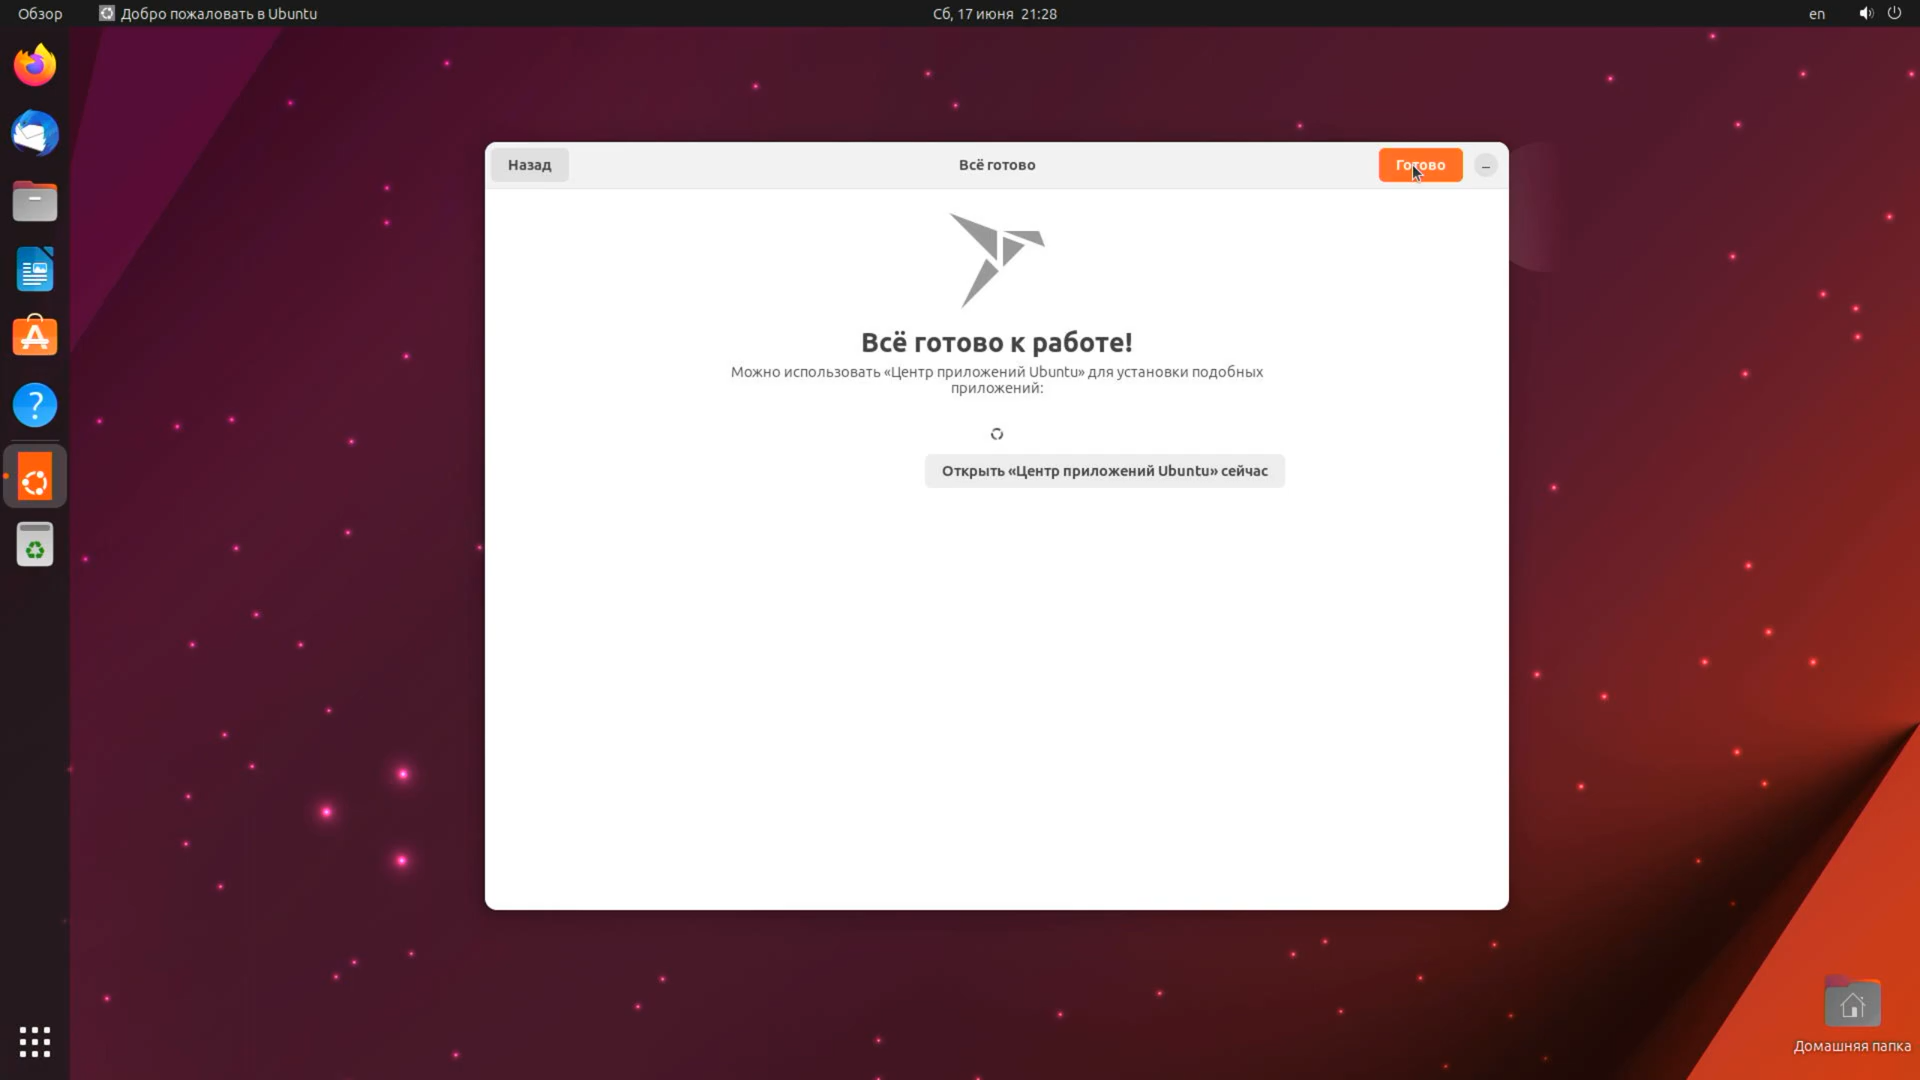 Обзор
Добро пожаловать в Ubuntu
Сб, 17 июня 21:28
en
Назад
Всё готово
Готово
Всё готово к работе!
Можно использовать «Центр приложений Ubuntu» для установки подобных
приложений:
Открыть «Центр приложений Ubuntu» сейчас
Домашняя папка